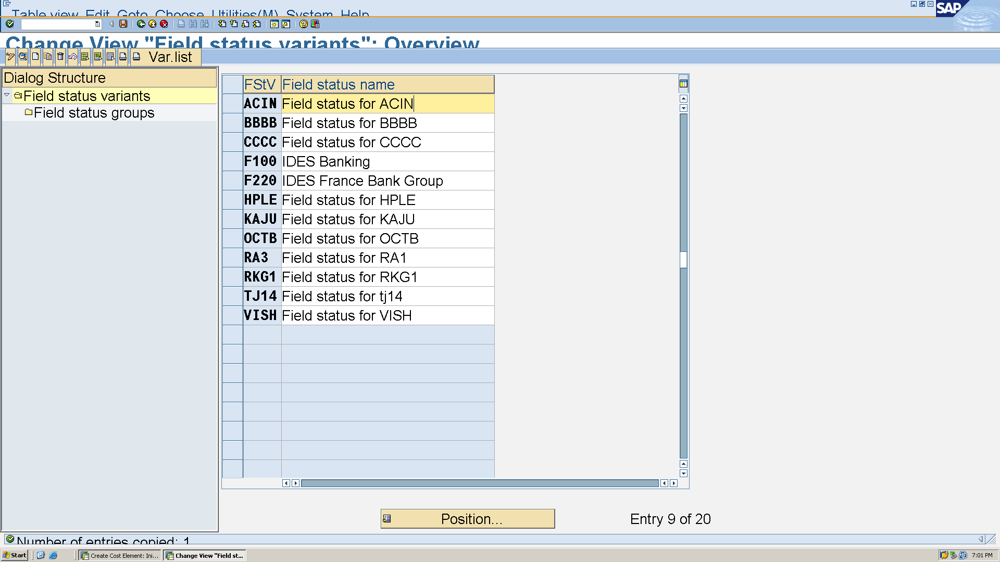 Table view Edit Goto Choose Utilities(M) System Help
SAP
Change View "Field status variants": Overview
Var.list
Dialog Structure
Field status variants
Field status groups
FStV Field status name
ACIN Field status for ACIN
BBBB Field status for BBBB
CCCC Field status for CCCC
F100 IDES Banking
F220 IDES France Bank Group
HPLE Field status for HPLE
KAJU Field status for KAJU
OCTB Field status for OCTB
RA3 Field status for RA1
RKG1 Field status for RKG1
TJ14 Field status for tj14
VISH Field status for VISH
Position... Entry 9 of 20
Number of entries copied: 1
Start Create Cost Element: Ini... Change View "Field st... 7:01 PM